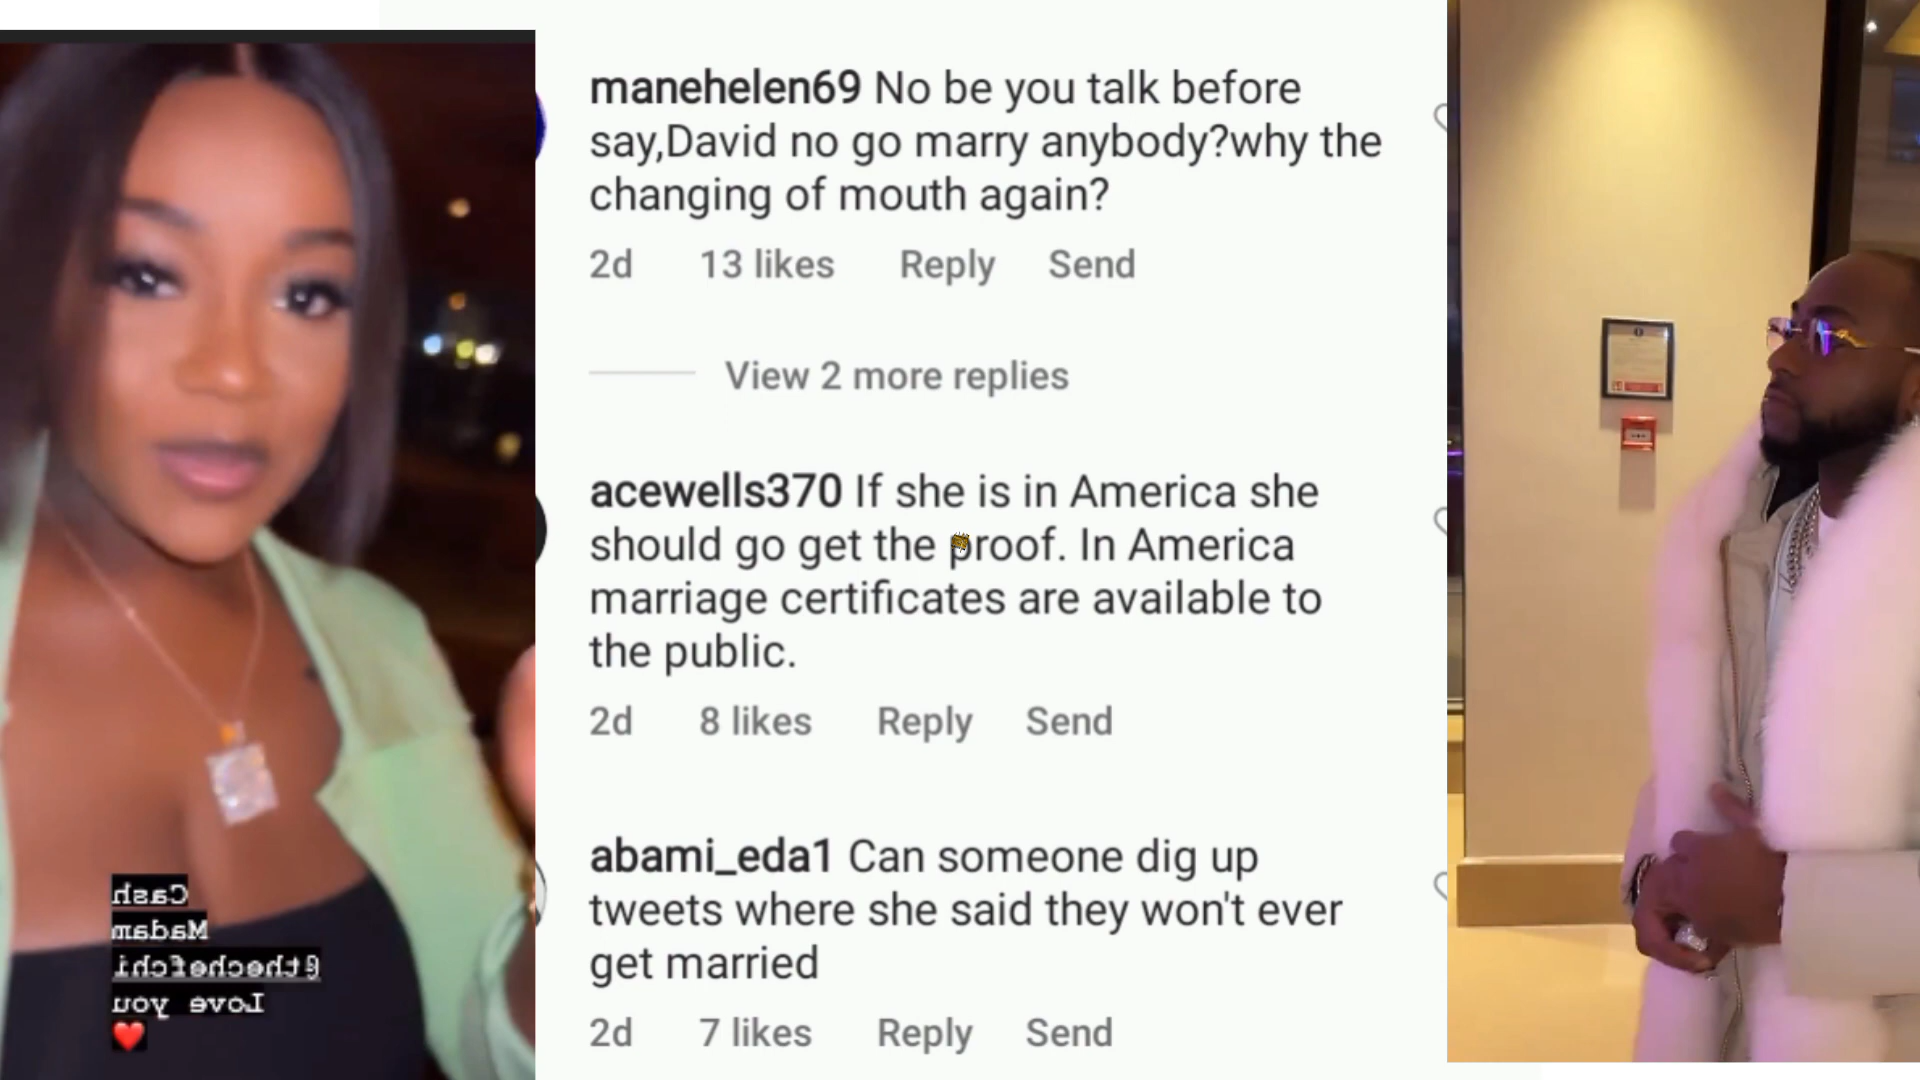 manehelen69 No be you talk before
say,David no go marry anybody?why the
changing of mouth again?
2d 13 likes Reply Send
View 2 more replies
acewells370 If she is in America she
should go get the proof. In America
marriage certificates are available to
the public.
2d 8 likes Reply Send
abami_eda1 Can someone dig up
tweets where she said they won't ever
get married
2d 7 likes Reply Send
Cash
Madam
@thechefchi
Love you